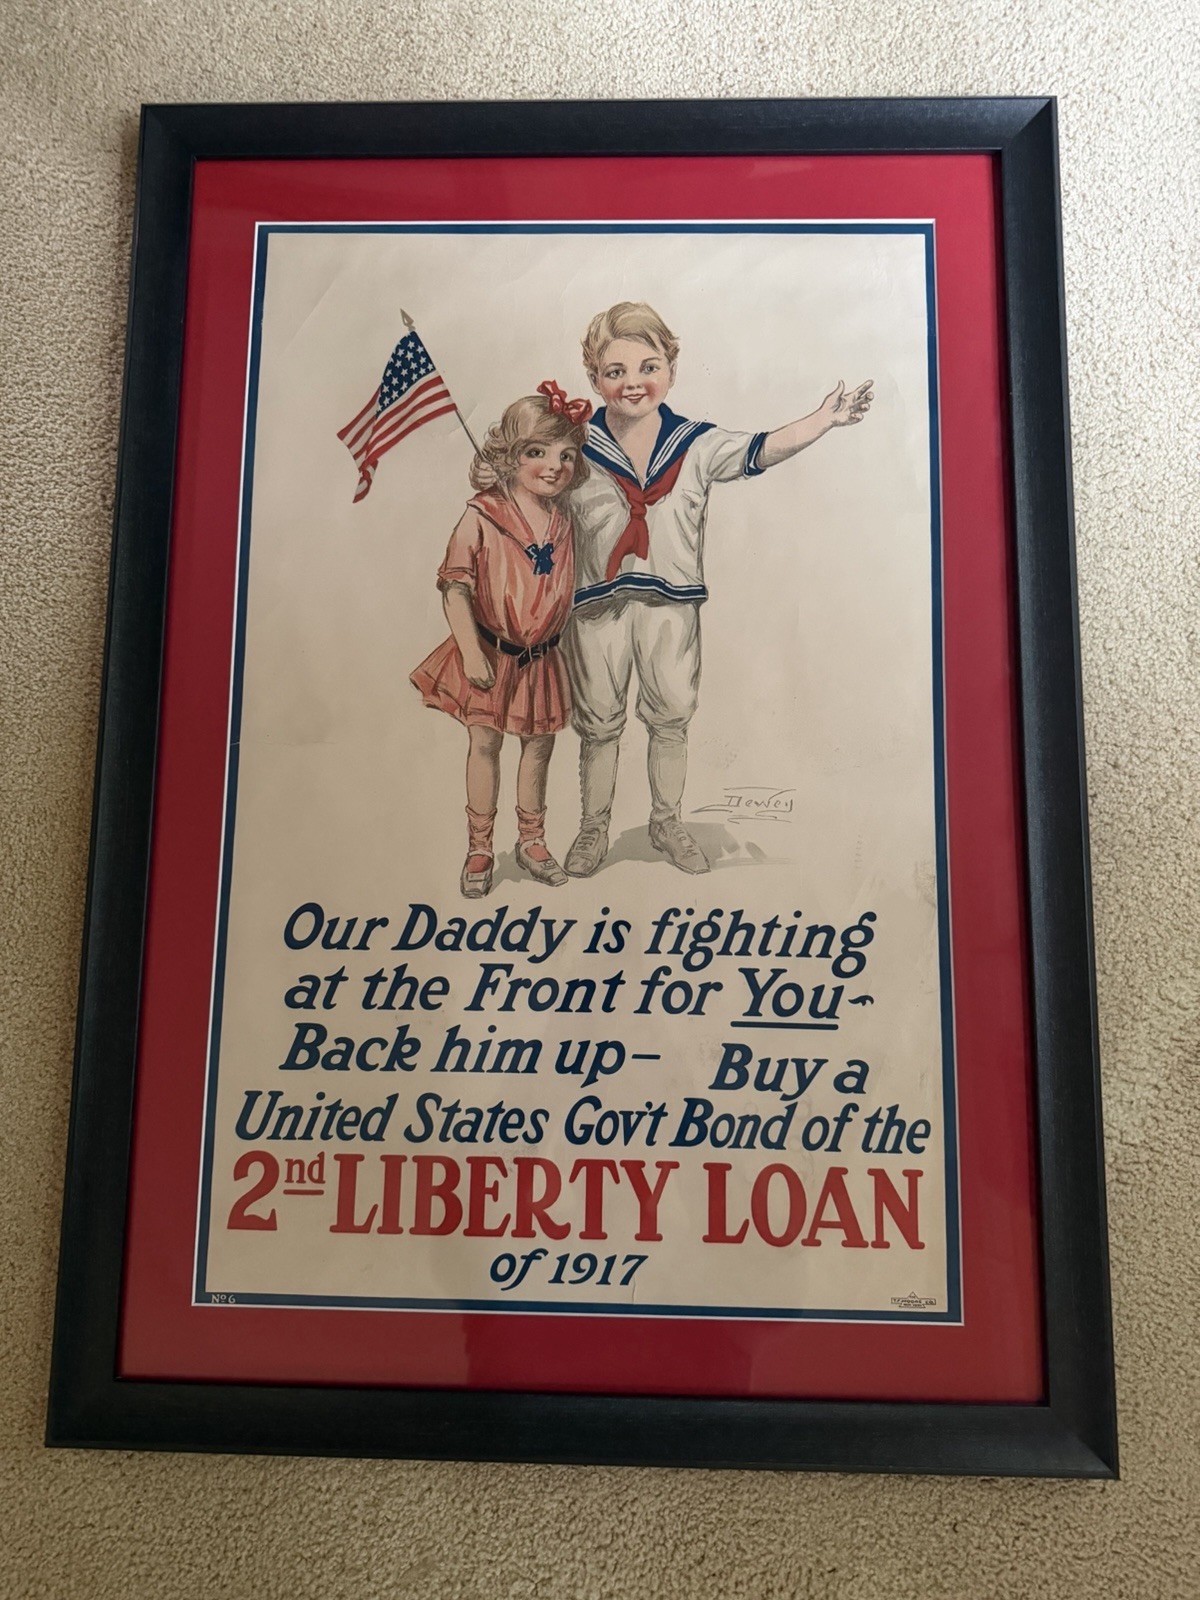 Dewey
Our Daddy is fighting
at the Front for You-
Back him up- Buy a
United States Gov't Bond of the
2nd LIBERTY LOAN
of 1917
No 6